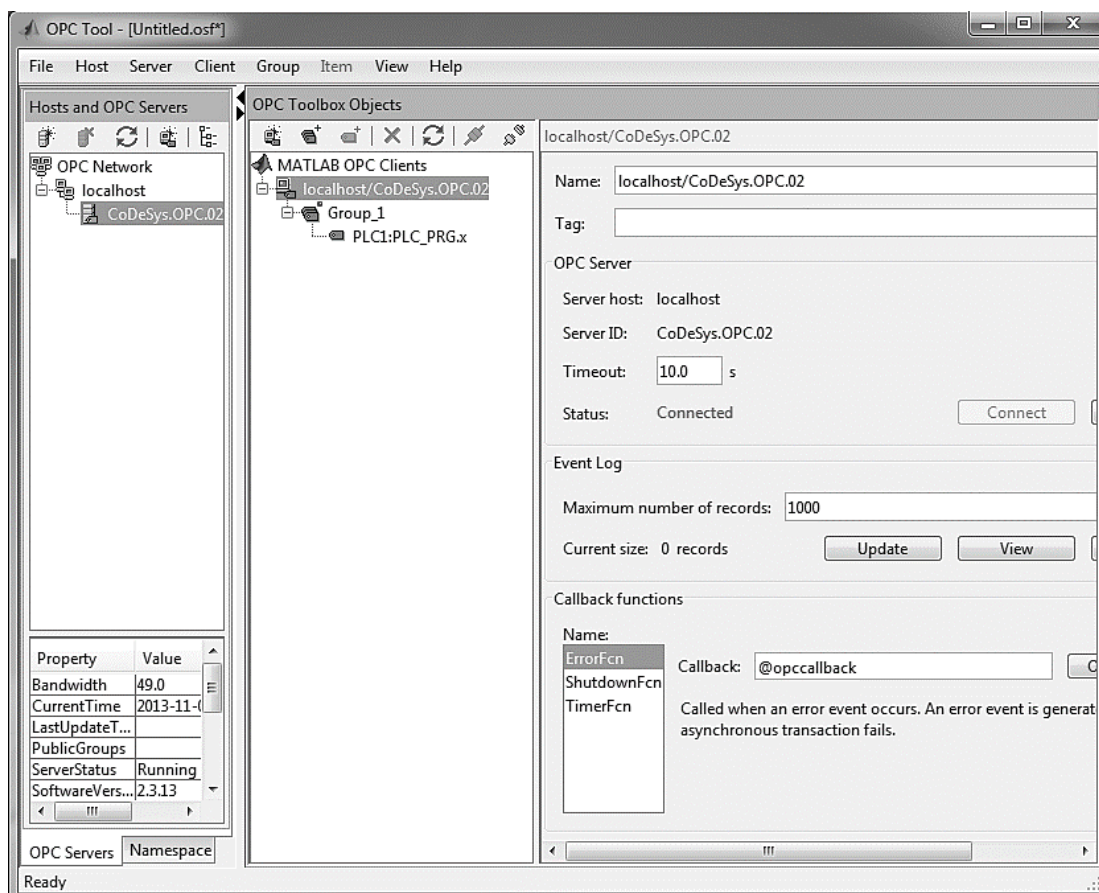 OPC Tool - [Untitled.osf*]
File Host Server Client Group Item View Help
Hosts and OPC Servers
OPC Network
localhost
CoDeSys.OPC.02
Property Value
Bandwidth 49.0
CurrentTime 2013-11-
LastUpdateT...
PublicGroups
ServerStatus Running
SoftwareVers... 2.3.13
OPC Servers Namespace
OPC Toolbox Objects
MATLAB OPC Clients
localhost/CoDeSys.OPC.02
Group_1
PLC1:PLC_PRG.x
localhost/CoDeSys.OPC.02
Name: localhost/CoDeSys.OPC.02
Tag:
OPC Server
Server host: localhost
Server ID: CoDeSys.OPC.02
Timeout: 10.0 s
Status: Connected Connect
Event Log
Maximum number of records: 1000
Current size: 0 records Update View
Callback functions
Name:
ErrorFcn
ShutdownFcn
TimerFcn
Callback: @opccallback
Called when an error event occurs. An error event is generat
asynchronous transaction fails.
Ready